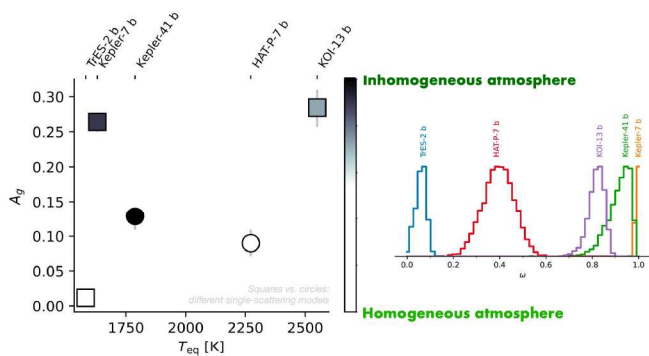 TrES-2 b
Kepler-7 b
Kepler-41 b
HAT-P-7 b
KOI-13 b
0.30
0.25
0.20
0.15
0.10
0.05
0.00
A_g
1750
2000
2250
2500
T_eq [K]
Squares vs. circles:
different single-scattering models
Inhomogeneous atmosphere
Homogeneous atmosphere
TrES-2 b
HAT-P-7 b
KOI-13 b
Kepler-41 b
Kepler-7 b
0.0
0.2
0.4
0.6
0.8
1.0
ω